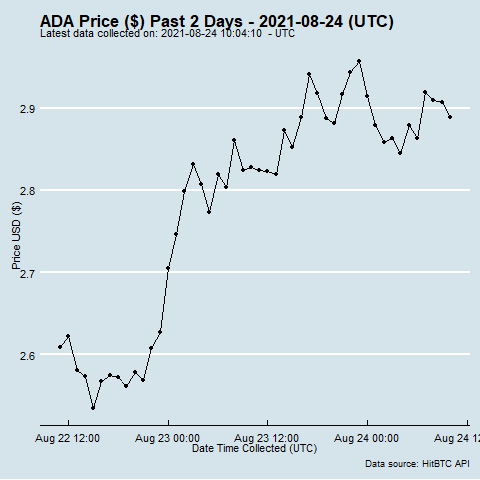 ADA Price ($) Past 2 Days - 2021-08-24 (UTC)
Latest data collected on: 2021-08-24 10:04:10 - UTC
Price USD ($)
2.9
2.8
2.7
2.6
Aug 22 12:00 Aug 23 00:00 Aug 23 12:00 Aug 24 00:00 Aug 24 12
Date Time Collected (UTC)
Data source: HitBTC API